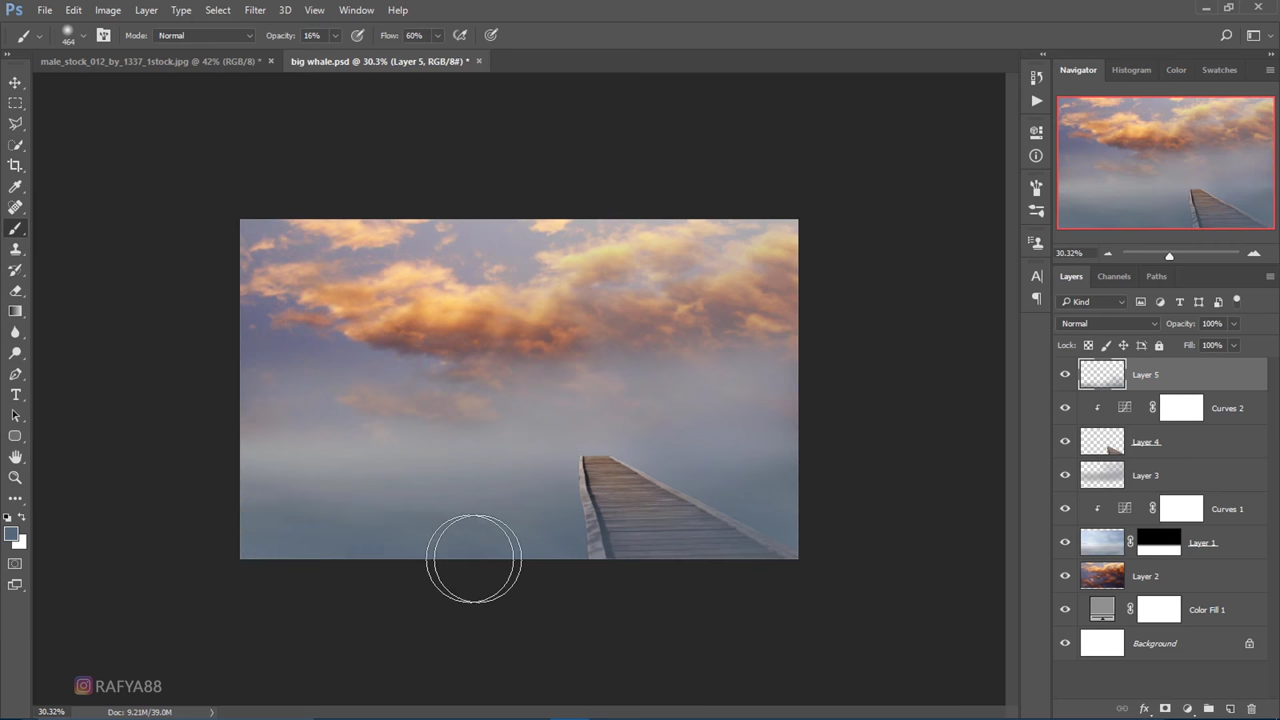 Ps File Edit Image Layer Type Select Filter 3D View Window Help
464 Mode: Normal Opacity: 16% Flow: 60%
male_stock_012_by_1337_1stock.jpg @ 42% (RGB/8) * × big whale.psd @ 30.3% (Layer 5, RGB/8#) * ×
Navigator Histogram Color Swatches
30.32%
Layers Channels Paths
Kind
Normal Opacity: 100%
Lock: Fill: 100%
Layer 5
Curves 2
Layer 4
Layer 3
Curves 1
Layer 1
Layer 2
Color Fill 1
Background
RAFYA88
30.32% Doc: 9.21M/39.0M